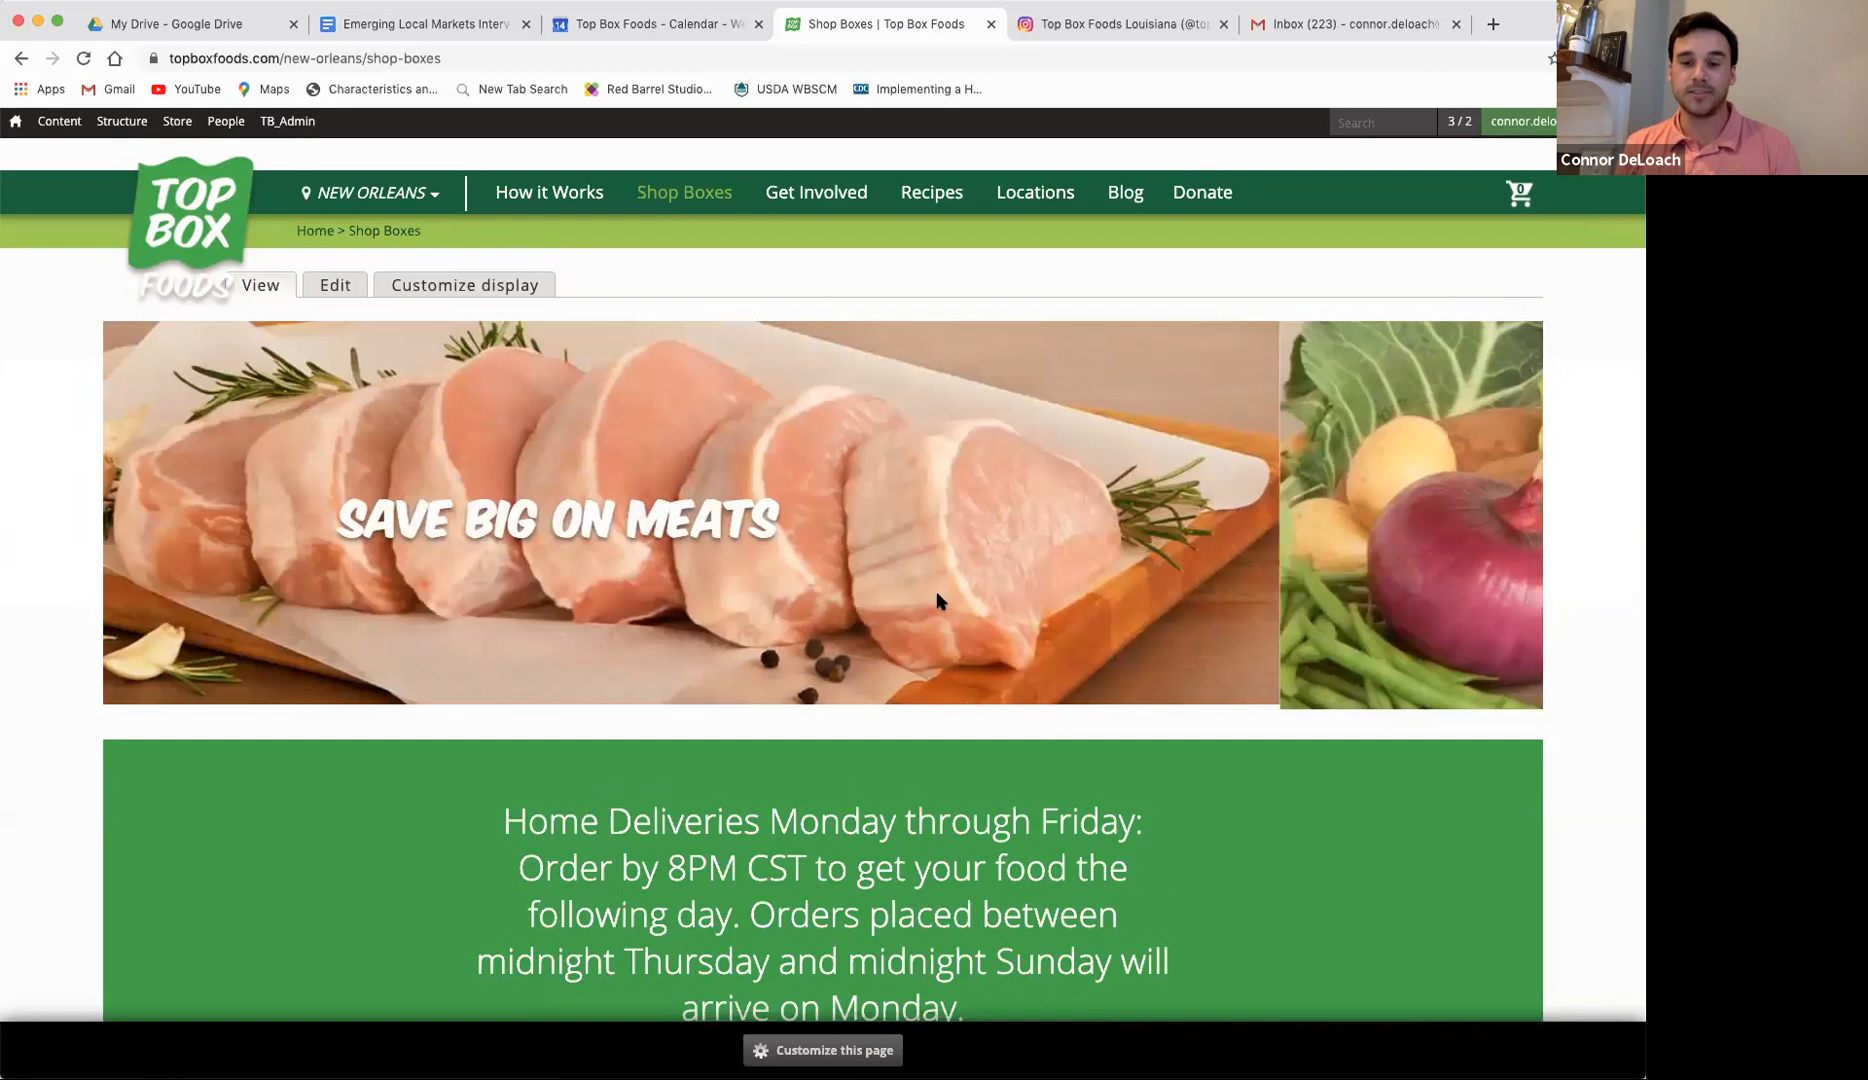 My Drive - Google Drive
Emerging Local Markets Interv
Top Box Foods - Calendar - We
Shop Boxes | Top Box Foods
Top Box Foods Louisiana (@to
Inbox (223) - connor.deloach
topboxfoods.com/new-orleans/shop-boxes
Apps
Gmail
YouTube
Maps
Characteristics an...
New Tab Search
Red Barrel Studio...
USDA WBSCM
CDC
Implementing a H...
Content
Structure
Store
People
TB_Admin
Search
3 / 2
connor.delo
Connor DeLoach
TOP
BOX
FOODS
NEW ORLEANS
How it Works
Shop Boxes
Get Involved
Recipes
Locations
Blog
Donate
0
Home > Shop Boxes
View
Edit
Customize display
SAVE BIG ON MEATS
Home Deliveries Monday through Friday:
Order by 8PM CST to get your food the
following day. Orders placed between
midnight Thursday and midnight Sunday will
arrive on Monday.
Customize this page